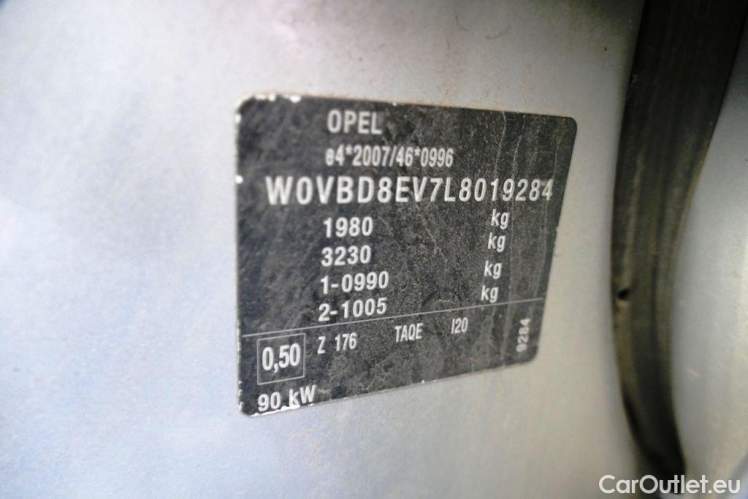 OPEL
e4*2007/46*0996
W0VBD8EV7L8019284
1980 kg
3230 kg
1-0990 kg
2-1005 kg
0,50 Z 176 TAQE I20
9284
90 kW
CarOutlet.eu